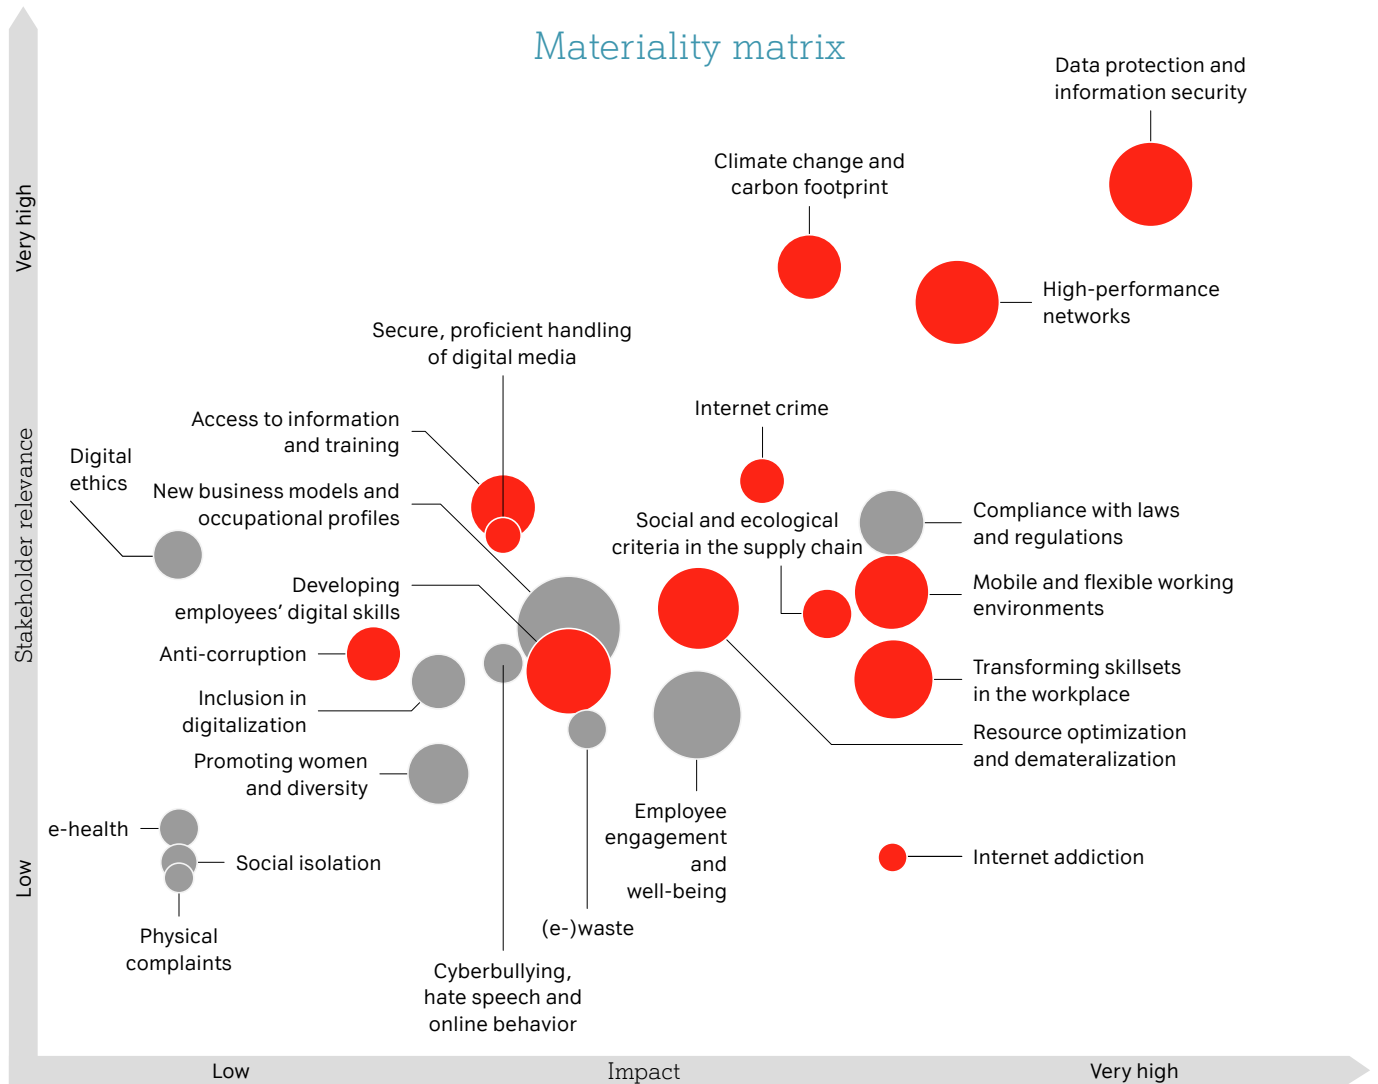 Materiality matrix
Data protection and
information security
Climate change and
carbon footprint
Very high
High-performance
networks
Secure, proficient handling
of digital media
Access to information
and training
Internet crime
Digital
ethics
New business models and
occupational profiles
Social and ecological
criteria in the supply chain
Compliance with laws
and regulations
Stakeholder relevance
Developing
employees' digital skills
Mobile and flexible working
environments
Anti-corruption
Transforming skillsets
in the workplace
Inclusion in
digitalization
Resource optimization
and demateralization
Promoting women
and diversity
Employee
engagement
and
well-being
e-health
Social isolation
Low
Internet addiction
(e-)waste
Physical
complaints
Cyberbullying,
hate speech and
online behavior
Low
Impact
Very high